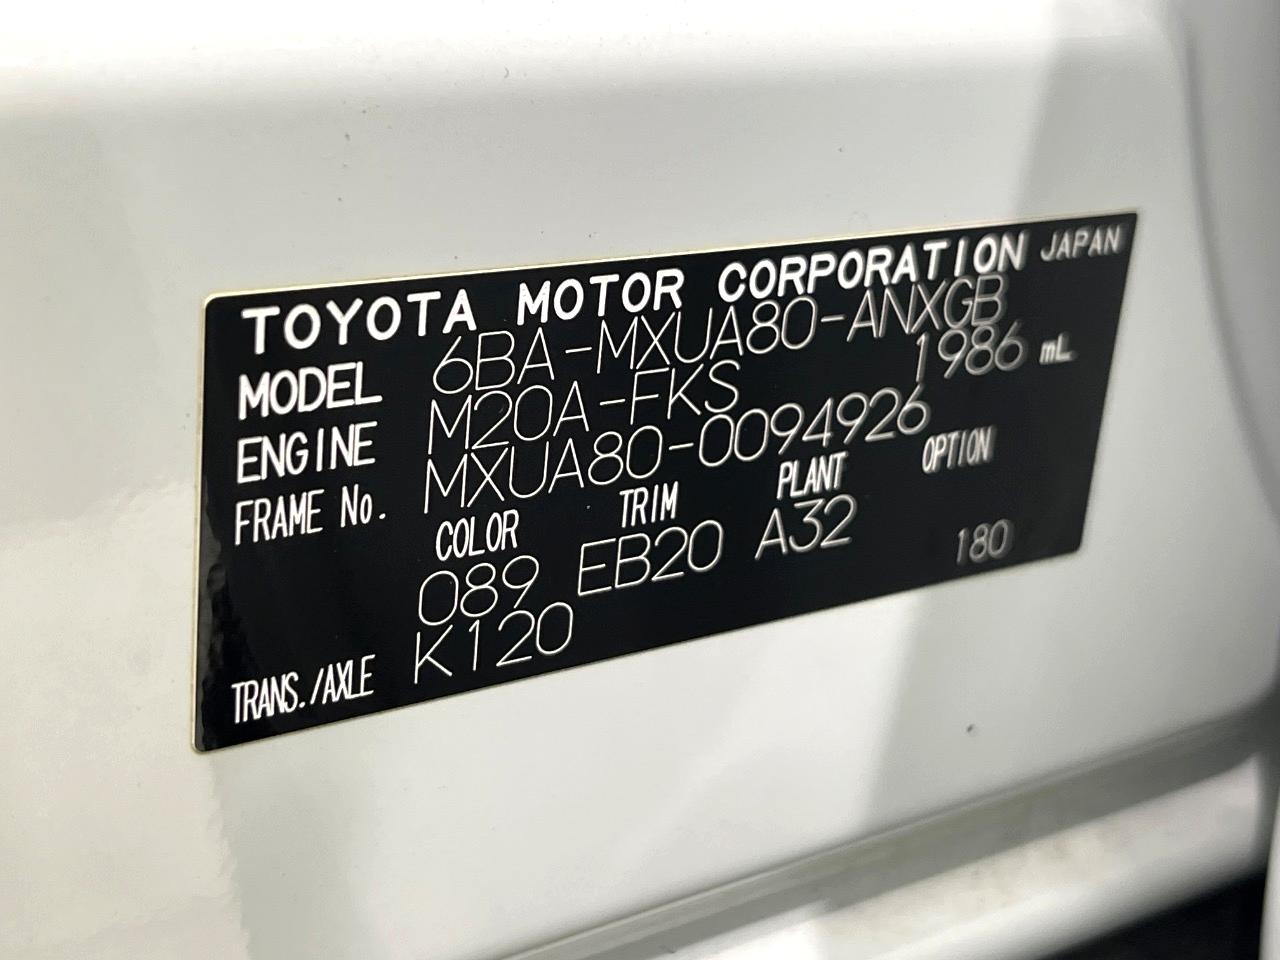 TOYOTA MOTOR CORPORATION JAPAN
MODEL 6BA-MXUA80-ANXGB
ENGINE M20A-FKS 1986 mL
FRAME No. MXUA80-0094926
COLOR TRIM PLANT OPTION
089 EB20 A32 180
TRANS./AXLE K120